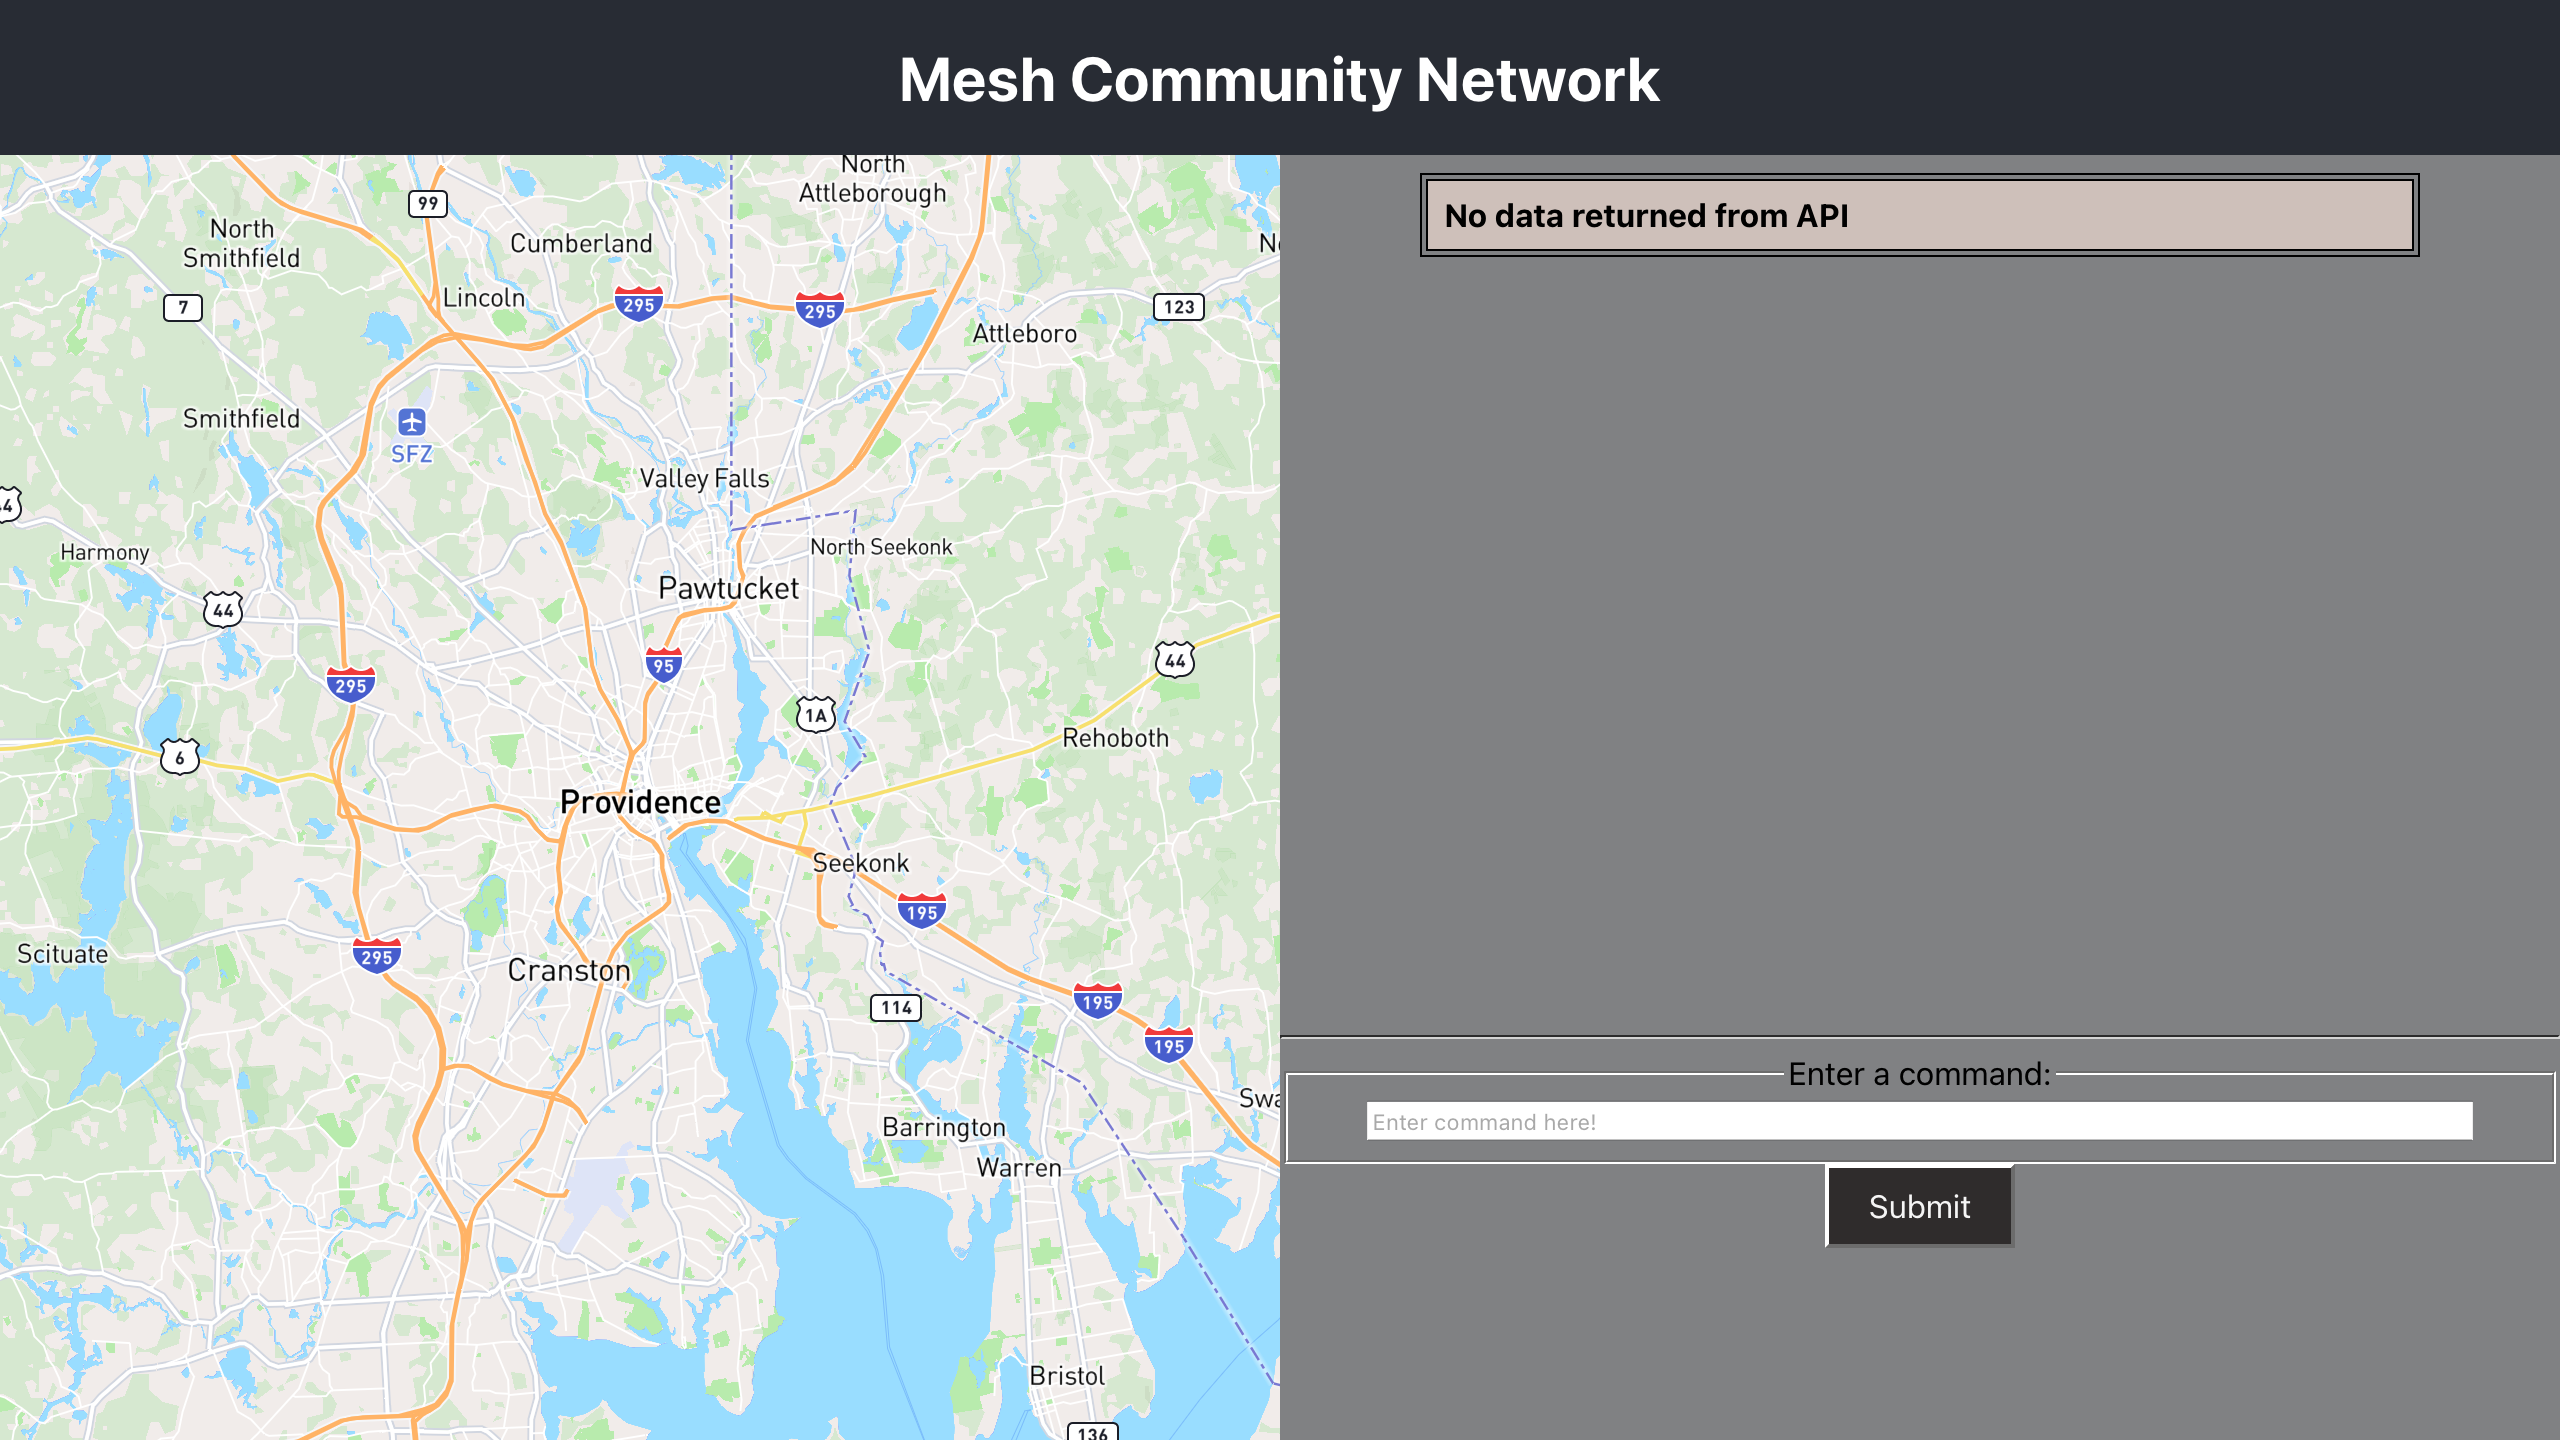 Mesh Community Network
North
Attleborough
99
North
Smithfield
Cumberland
No
Lincoln
295
295
7
123
Attleboro
Smithfield
SFZ
Valley Falls
44
Harmony
North Seekonk
Pawtucket
44
95
44
295
1A
Rehoboth
6
Providence
Seekonk
195
Scituate
295
Cranston
195
114
195
Swa
Barrington
Warren
Bristol
136
No data returned from API
Enter a command:
Enter command here!
Submit